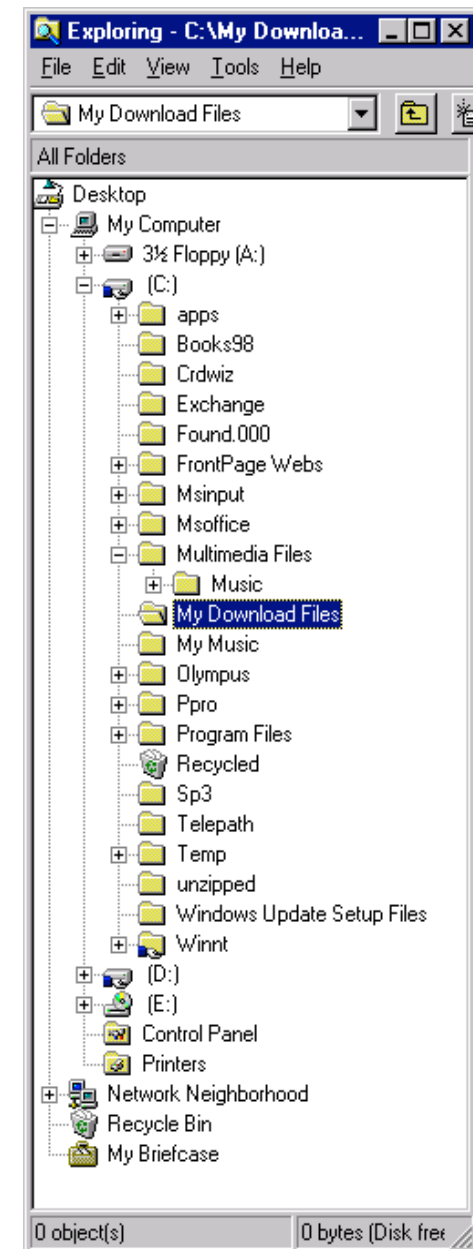 Exploring - C:\My Downloa...
File Edit View Tools Help
My Download Files
All Folders
Desktop
My Computer
3½ Floppy (A:)
(C:)
apps
Books98
Crdwiz
Exchange
Found.000
FrontPage Webs
Msinput
Msoffice
Multimedia Files
Music
My Download Files
My Music
Olympus
Ppro
Program Files
Recycled
Sp3
Telepath
Temp
unzipped
Windows Update Setup Files
Winnt
(D:)
(E:)
Control Panel
Printers
Network Neighborhood
Recycle Bin
My Briefcase
0 object(s) 0 bytes (Disk free